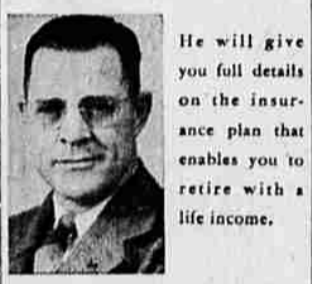 He will give
you full details
on the insur-
ance plan that
enables you to
retire with a
life income.